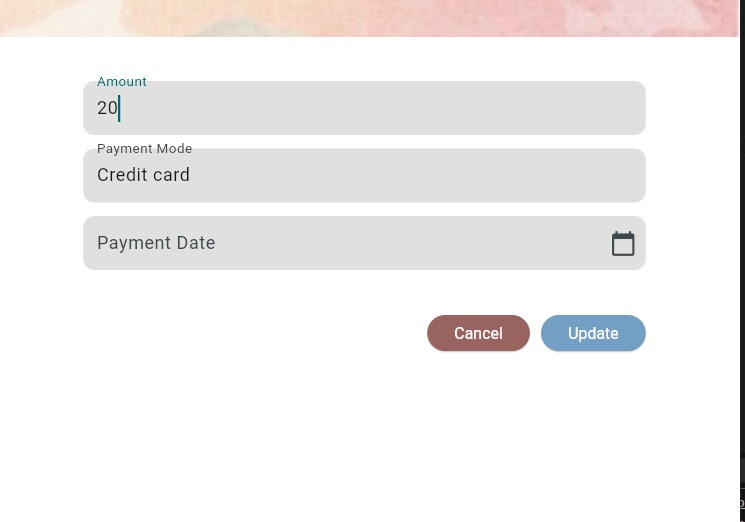 Amount
20
Payment Mode
Credit card
Payment Date
Cancel
Update